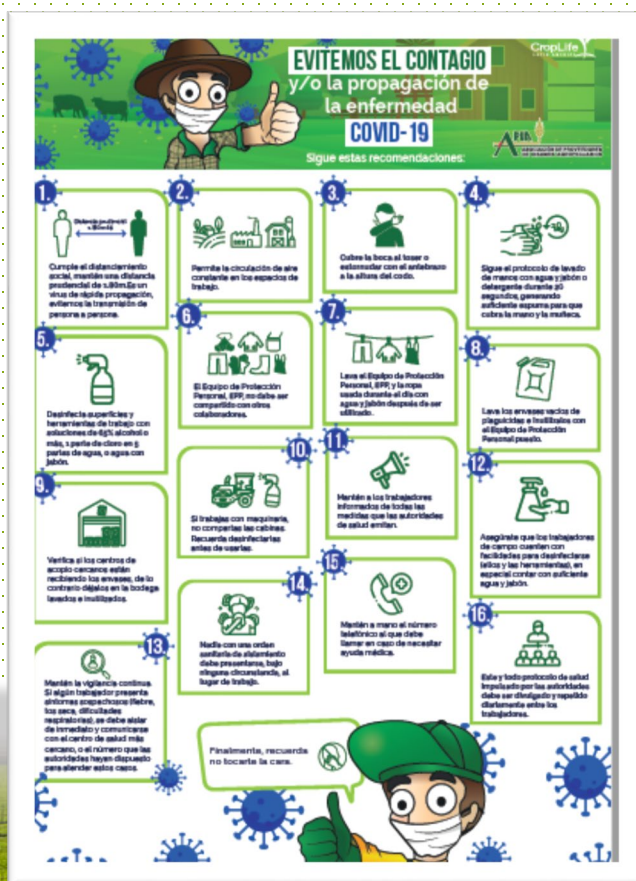 EVITEMOS EL CONTAGIO
y/o la propagación de
la enfermedad
COVID-19
Sigue estas recomendaciones:
CropLife
1.
Cumple el distanciamiento
social, mantén una distancia
prudencial de 1.80m.Es un
virus de rápida propagación,
evitemos la transmisión de
persona a persona.
2.
Permite la circulación de aire
constante en los espacios de
trabajo.
3.
Cubre la boca al toser o
estornudar con el antebrazo
a la altura del codo.
4.
Sigue el protocolo de lavado
de manos con agua y jabón o
detergente durante 20
segundos, generando
suficiente espuma para que
cubra la mano y la muñeca.
5.
Desinfecta superficies y
herramientas de trabajo con
soluciones de 65% alcohol o
más, 1 parte de cloro en 5
partes de agua, o agua con
jabón.
6.
El Equipo de Protección
Personal, EPP, no debe ser
compartido con otros
colaboradores.
7.
Lava el Equipo de Protección
Personal, EPP, y la ropa
usada durante el día con
agua y jabón después de ser
utilizado.
8.
Lava los envases vacíos de
plaguicidas e inutilízalos con
el Equipo de Protección
Personal puesto.
9.
Verifica si los centros de
acopio cercanos están
recibiendo los envases, de lo
contrario déjalos en la bodega
lavados e inutilizados.
10.
Si trabajas con maquinaria,
no compartas las cabinas.
Recuerda desinfectarlas
antes de usarlas.
11.
Mantén a los trabajadores
informados de todas las
medidas que las autoridades
de salud emitan.
12.
Asegúrate que los trabajadores
de campo cuenten con
facilidades para desinfectarse
(ellos y las herramientas), en
especial contar con suficiente
agua y jabón.
13.
Mantén la vigilancia continua.
Si algún trabajador presenta
síntomas sospechosos (fiebre,
tos seca, dificultades
respiratorias), se debe aislar
de inmediato y comunicarse
con el centro de salud más
cercano, o el número que las
autoridades hayan dispuesto
para atender estos casos.
14.
Nadie con una orden
sanitaria de aislamiento
debe presentarse, bajo
ninguna circunstancia, al
lugar de trabajo.
15.
Mantén a mano el número
telefónico al que debe
llamar en caso de necesitar
ayuda médica.
16.
Este y todo protocolo de salud
impulsado por las autoridades
debe ser divulgado y repetido
diariamente entre los
trabajadores.
Finalmente, recuerda
no tocarte la cara.